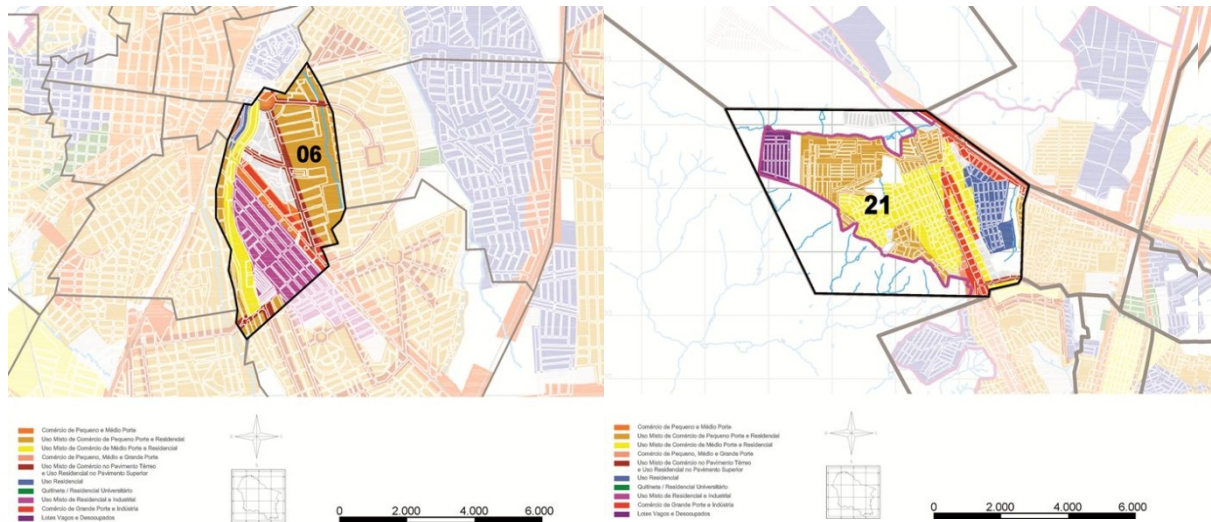 06
21
Comércio de Pequeno e Médio Porte
Uso Misto de Comércio de Pequeno Porte e Residencial
Uso Misto de Comércio de Médio Porte e Residencial
Comércio de Pequeno, Médio e Grande Porte
Uso Misto de Comércio no Pavimento Térreo
e Uso Residencial no Pavimento Superior
Uso Residencial
Quitinete / Residencial Universitário
Uso Misto de Residencial e Industrial
Comércio de Grande Porte e Indústria
Lotes Vagos e Desocupados
0 2.000 4.000 6.000
Comércio de Pequeno e Médio Porte
Uso Misto de Comércio de Pequeno Porte e Residencial
Uso Misto de Comércio de Médio Porte e Residencial
Comércio de Pequeno, Médio e Grande Porte
Uso Misto de Comércio no Pavimento Térreo
e Uso Residencial no Pavimento Superior
Uso Residencial
Quitinete / Residencial Universitário
Uso Misto de Residencial e Industrial
Comércio de Grande Porte e Indústria
Lotes Vagos e Desocupados
0 2.000 4.000 6.000